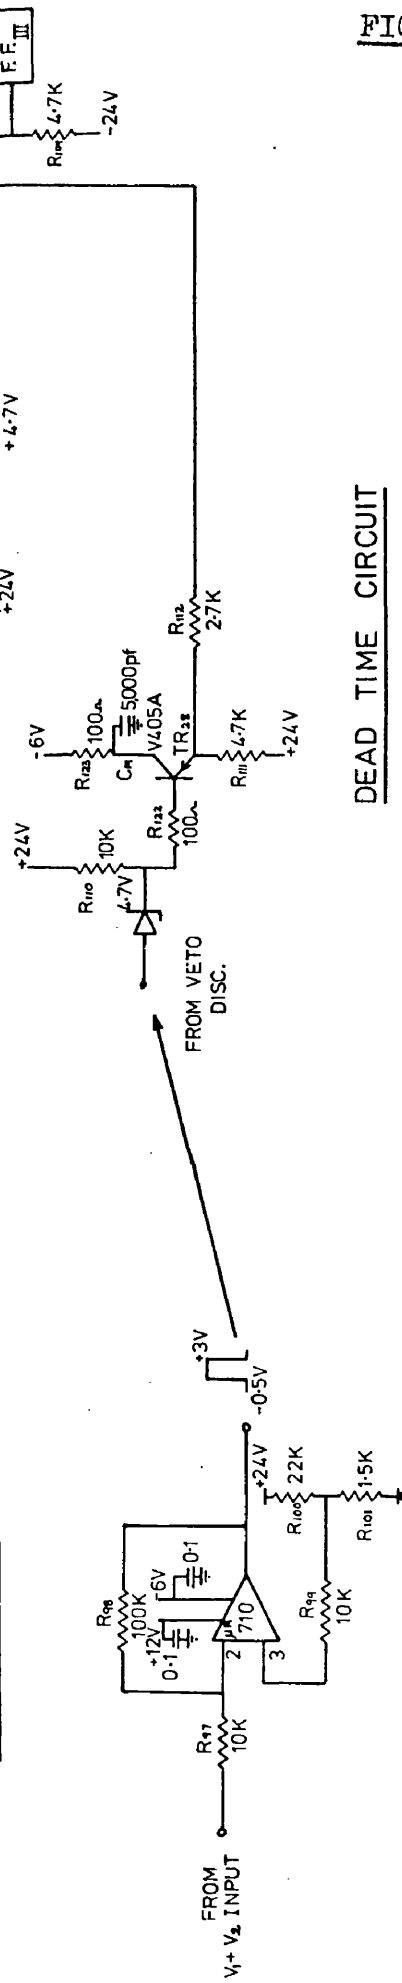 FIG
F.F. III
4.7K
R109
-24V
+4.7V
+24V
R112
2.7K
-6V
R123
100Ω
C19
5,000pf
V405A
TR28
R111
4.7K
+24V
+24V
R110
10K
4.7V
R122
100Ω
FROM VETO
DISC.
DEAD TIME CIRCUIT
+3V
-0.5V
R98
100K
+12V
0.1
-6V
0.1
µA
710
2
3
R97
10K
FROM
V1 + V2 INPUT
+24V
R100
22K
R101
1.5K
R99
10K